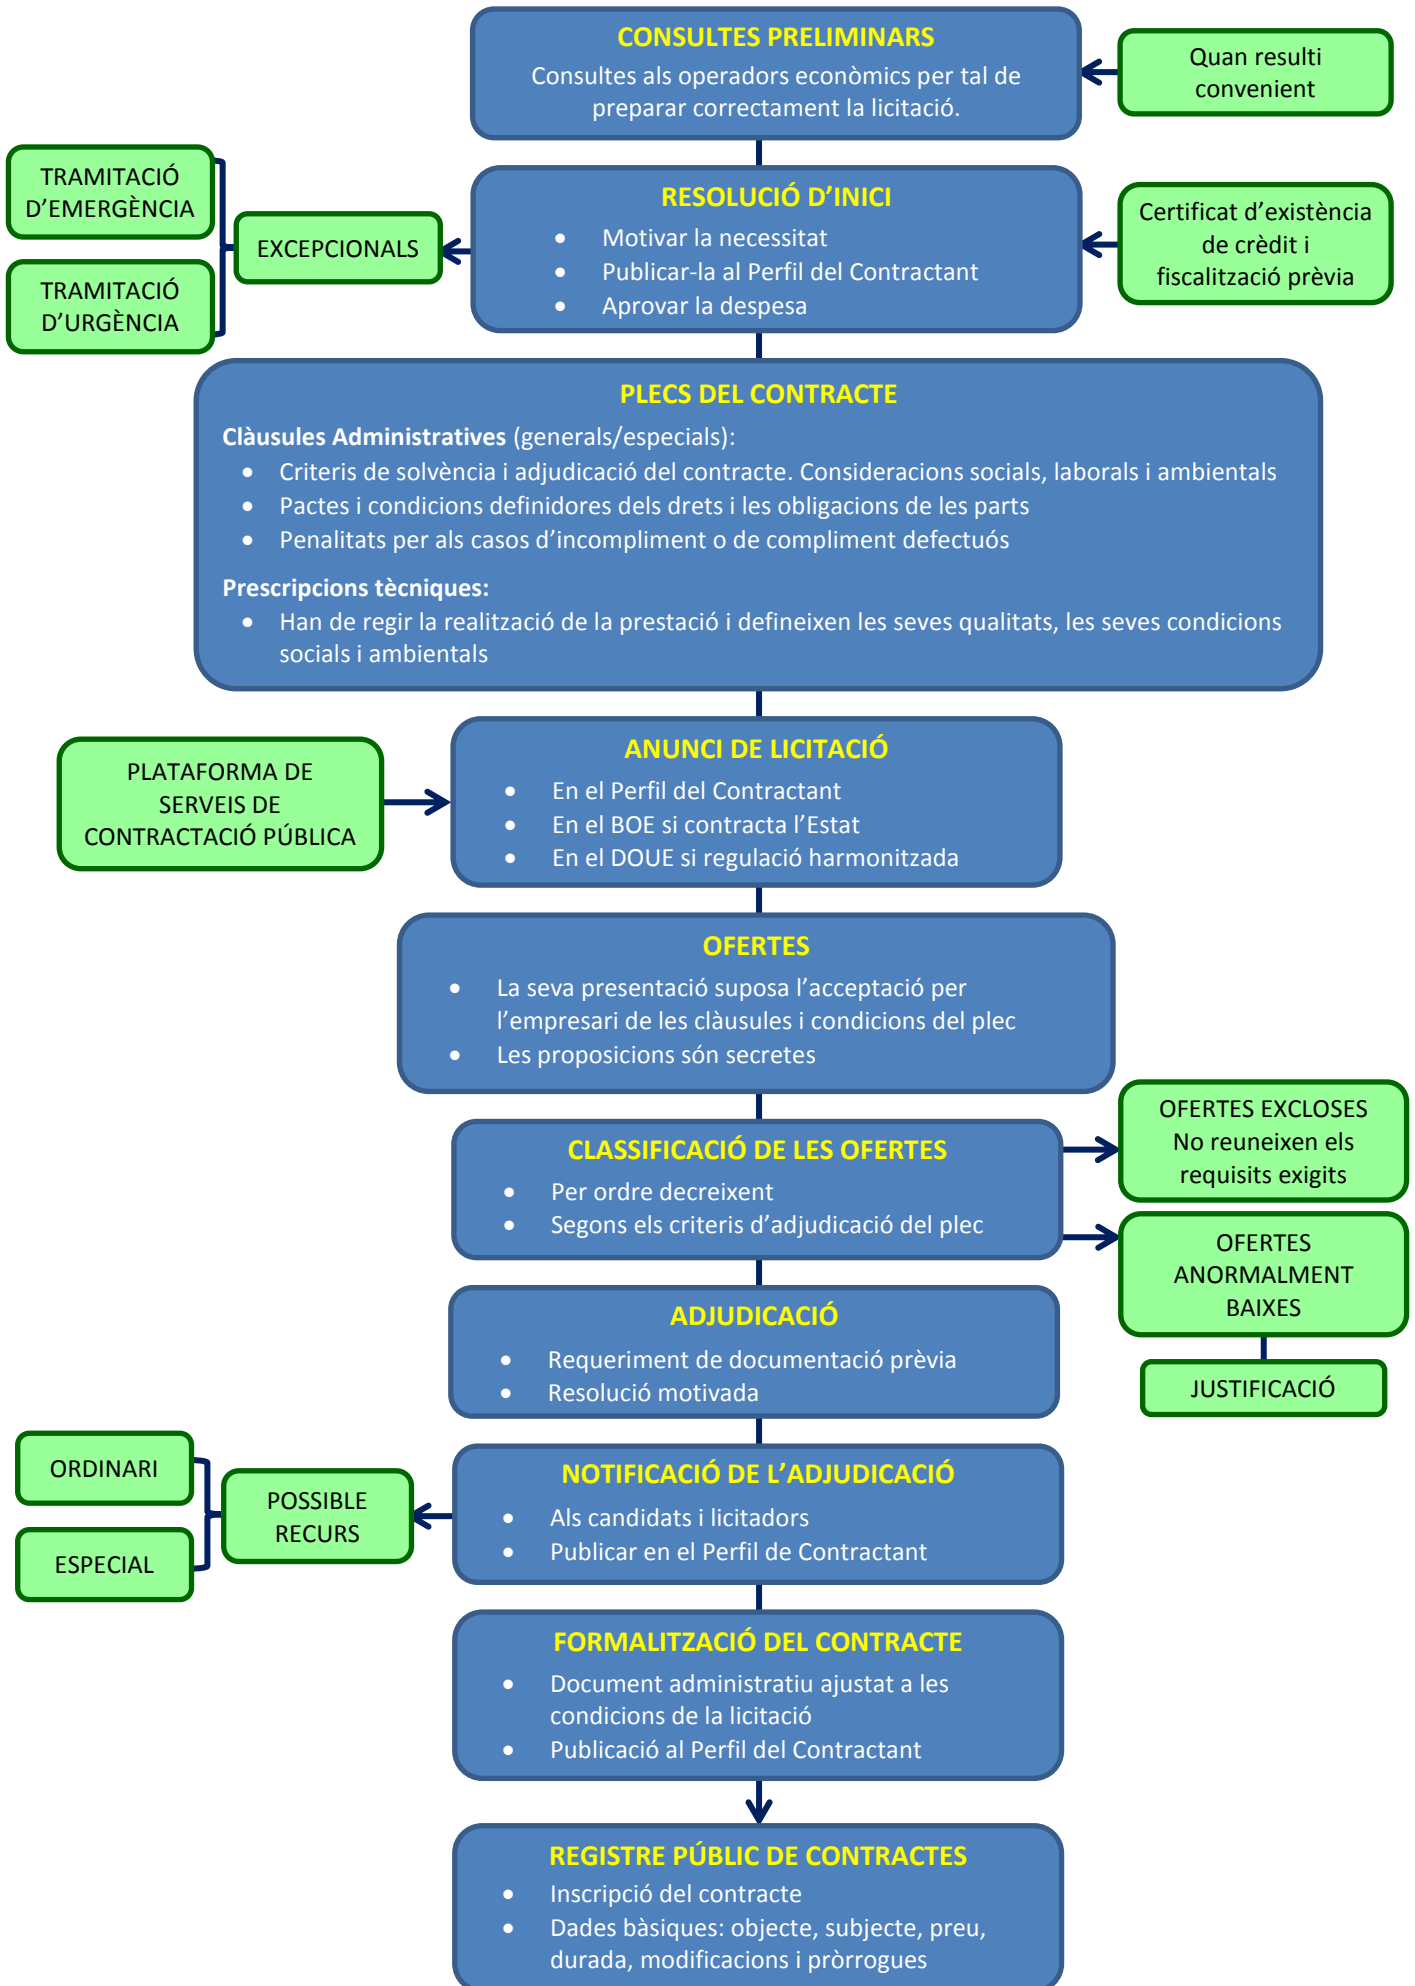 CONSULTES PRELIMINARS
Consultes als operadors econòmics per tal de
preparar correctament la licitació.
Quan resulti
convenient
TRAMITACIÓ
D’EMERGÈNCIA
TRAMITACIÓ
D’URGÈNCIA
EXCEPCIONALS
RESOLUCIÓ D’INICI
• Motivar la necessitat
• Publicar-la al Perfil del Contractant
• Aprovar la despesa
Certificat d’existència
de crèdit i
fiscalització prèvia
PLECS DEL CONTRACTE
Clàusules Administratives (generals/especials):
• Criteris de solvència i adjudicació del contracte. Consideracions socials, laborals i ambientals
• Pactes i condicions definidores dels drets i les obligacions de les parts
• Penalitats per als casos d’incompliment o de compliment defectuós
Prescripcions tècniques:
• Han de regir la realització de la prestació i defineixen les seves qualitats, les seves condicions
socials i ambientals
PLATAFORMA DE
SERVEIS DE
CONTRACTACIÓ PÚBLICA
ANUNCI DE LICITACIÓ
• En el Perfil del Contractant
• En el BOE si contracta l’Estat
• En el DOUE si regulació harmonitzada
OFERTES
• La seva presentació suposa l’acceptació per
l’empresari de les clàusules i condicions del plec
• Les proposicions són secretes
CLASSIFICACIÓ DE LES OFERTES
• Per ordre decreixent
• Segons els criteris d’adjudicació del plec
OFERTES EXCLOSES
No reuneixen els
requisits exigits
OFERTES
ANORMALMENT
BAIXES
JUSTIFICACIÓ
ADJUDICACIÓ
• Requeriment de documentació prèvia
• Resolució motivada
ORDINARI
ESPECIAL
POSSIBLE
RECURS
NOTIFICACIÓ DE L’ADJUDICACIÓ
• Als candidats i licitadors
• Publicar en el Perfil de Contractant
FORMALITZACIÓ DEL CONTRACTE
• Document administratiu ajustat a les
condicions de la licitació
• Publicació al Perfil del Contractant
REGISTRE PÚBLIC DE CONTRACTES
• Inscripció del contracte
• Dades bàsiques: objecte, subjecte, preu,
durada, modificacions i pròrrogues